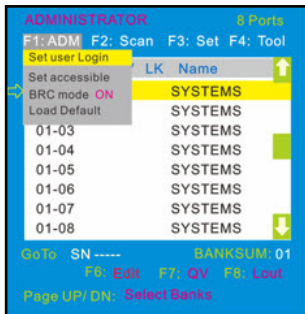 ADMINISTRATOR 8 Ports
F1: ADM F2: Scan F3: Set F4: Tool
Set user Login
LK Name
Set accessible
BRC mode ON SYSTEMS
Load Default SYSTEMS
01-03 SYSTEMS
01-04 SYSTEMS
01-05 SYSTEMS
01-06 SYSTEMS
01-07 SYSTEMS
01-08 SYSTEMS
GoTo SN ----- BANKSUM: 01
F6: Edit F7: QV F8: Lout
Page UP/ DN: Select Banks